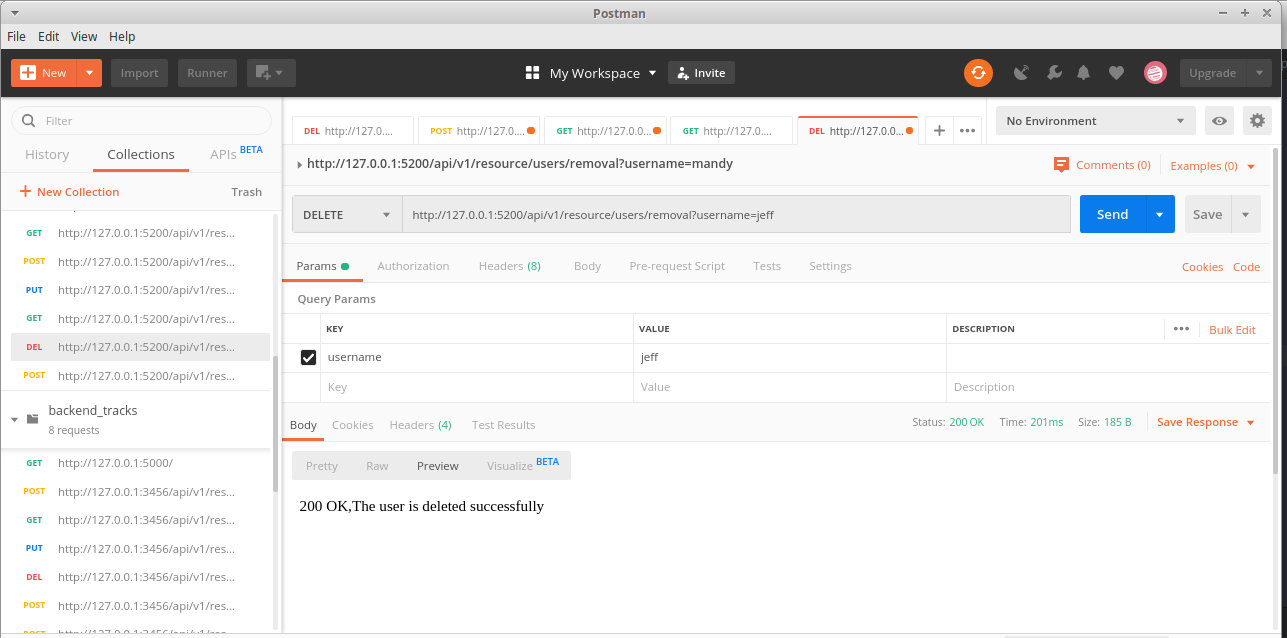 Postman
File Edit View Help
New Import Runner My Workspace Invite Upgrade
Filter
History Collections APIs BETA
New Collection Trash
GET http://127.0.0.1:5200/api/v1/res...
POST http://127.0.0.1:5200/api/v1/res...
PUT http://127.0.0.1:5200/api/v1/res...
GET http://127.0.0.1:5200/api/v1/res...
DEL http://127.0.0.1:5200/api/v1/res...
POST http://127.0.0.1:5200/api/v1/res...
backend_tracks
8 requests
GET http://127.0.0.1:5000/
POST http://127.0.0.1:3456/api/v1/res...
GET http://127.0.0.1:3456/api/v1/res...
PUT http://127.0.0.1:3456/api/v1/res...
DEL http://127.0.0.1:3456/api/v1/res...
POST http://127.0.0.1:3456/api/v1/res...
POST http://127.0.0.1:3456/api/v1/res...
DEL http://127.0.0.... POST http://127.0.... GET http://127.0.0... GET http://127.0.0.... DEL http://127.0.0... No Environment
http://127.0.0.1:5200/api/v1/resource/users/removal?username=mandy Comments (0) Examples (0)
DELETE http://127.0.0.1:5200/api/v1/resource/users/removal?username=jeff Send Save
Params Authorization Headers (8) Body Pre-request Script Tests Settings Cookies Code
Query Params
KEY VALUE DESCRIPTION Bulk Edit
username jeff
Key Value Description
Body Cookies Headers (4) Test Results Status: 200 OK Time: 201ms Size: 185 B Save Response
Pretty Raw Preview Visualize BETA
200 OK,The user is deleted successfully